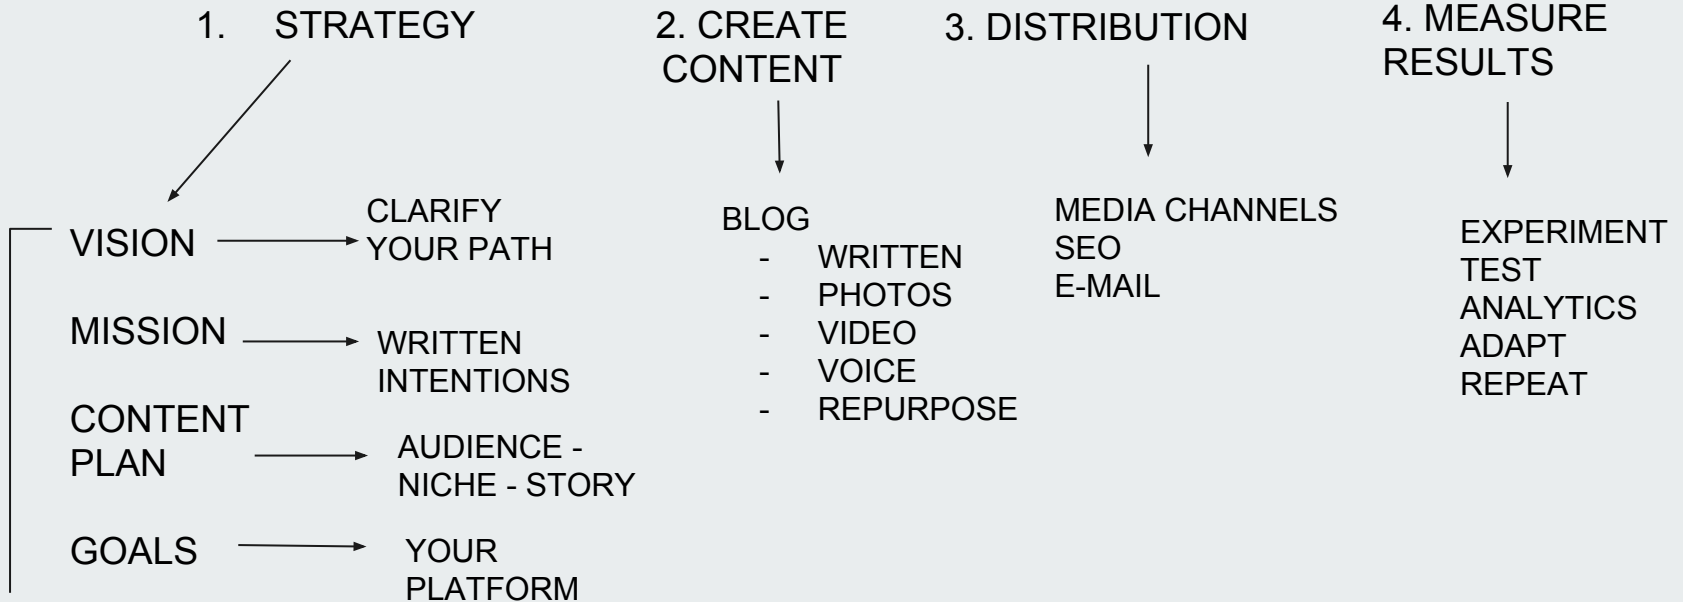 1. STRATEGY
VISION
CLARIFY
YOUR PATH
MISSION
WRITTEN
INTENTIONS
CONTENT
PLAN
AUDIENCE -
NICHE - STORY
GOALS
YOUR
PLATFORM
2. CREATE
CONTENT
BLOG
- WRITTEN
- PHOTOS
- VIDEO
- VOICE
- REPURPOSE
3. DISTRIBUTION
MEDIA CHANNELS
SEO
E-MAIL
4. MEASURE
RESULTS
EXPERIMENT
TEST
ANALYTICS
ADAPT
REPEAT